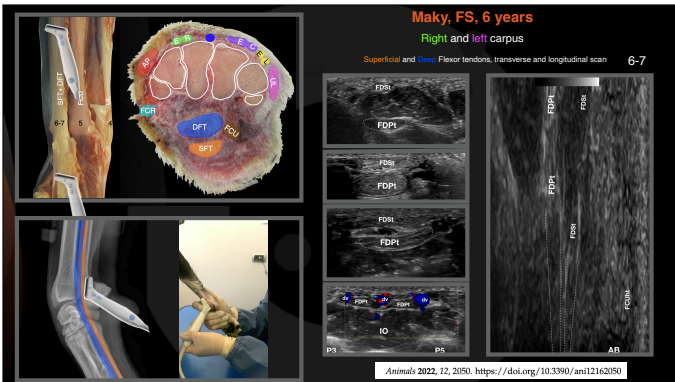 Maky, FS, 6 years
Right and left carpus
Superficial and Deep Flexor tendons, transverse and longitudinal scan
6-7
SFT+ DFT
FCU
6-7
5
4
AP
E R
E C
E L
UL
FCR
DFT
FCU
SFT
FDSt
FDPt
FDSt
FDPt
FDSt
FDPt
dv
FDPt
dv
FDPt
dv
IO
P3
P5
FDPt
FDSt
FDPt
FDSt
FCUht
AB
Animals 2022, 12, 2050. https://doi.org/10.3390/ani12162050